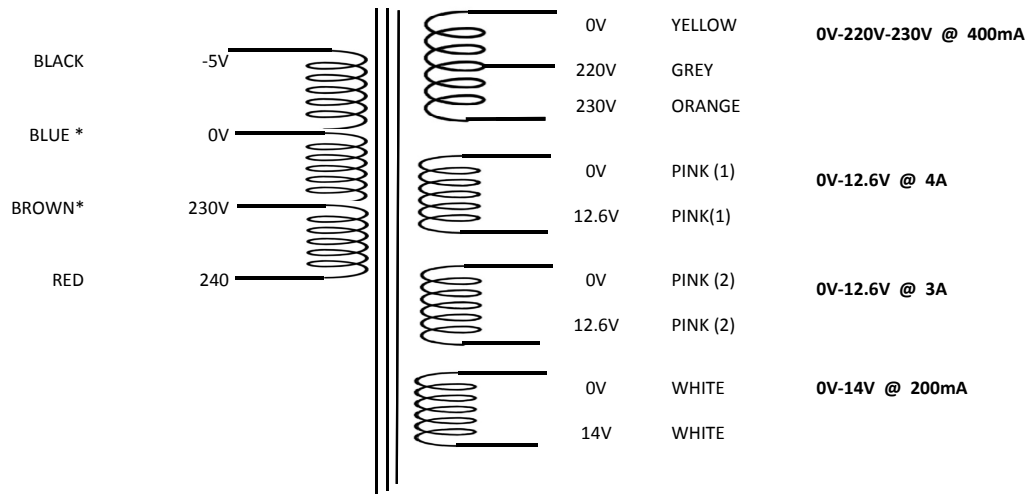 0V YELLOW 0V-220V-230V @ 400mA
BLACK -5V
220V GREY
230V ORANGE
BLUE * 0V
0V PINK (1) 0V-12.6V @ 4A
BROWN* 230V 12.6V PINK(1)
RED 240 0V PINK (2) 0V-12.6V @ 3A
12.6V PINK (2)
0V WHITE 0V-14V @ 200mA
14V WHITE